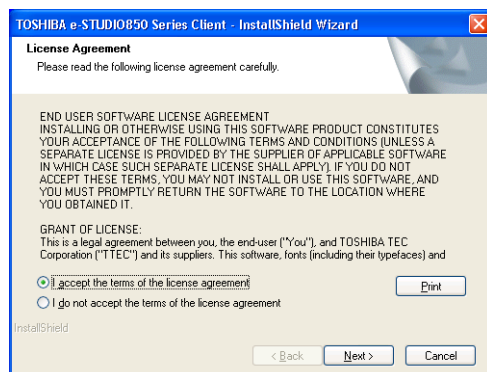 TOSHIBA e-STUDIO850 Series Client - InstallShield Wizard
License Agreement
Please read the following license agreement carefully.
END USER SOFTWARE LICENSE AGREEMENT
INSTALLING OR OTHERWISE USING THIS SOFTWARE PRODUCT CONSTITUTES
YOUR ACCEPTANCE OF THE FOLLOWING TERMS AND CONDITIONS (UNLESS A
SEPARATE LICENSE IS PROVIDED BY THE SUPPLIER OF APPLICABLE SOFTWARE
IN WHICH CASE SUCH SEPARATE LICENSE SHALL APPLY). IF YOU DO NOT
ACCEPT THESE TERMS, YOU MAY NOT INSTALL OR USE THIS SOFTWARE, AND
YOU MUST PROMPTLY RETURN THE SOFTWARE TO THE LOCATION WHERE
YOU OBTAINED IT.
GRANT OF LICENSE:
This is a legal agreement between you, the end-user ("You"), and TOSHIBA TEC
Corporation ("TTEC") and its suppliers. This software, fonts (including their typefaces) and
I accept the terms of the license agreement
Print
I do not accept the terms of the license agreement
InstallShield
< Back
Next >
Cancel